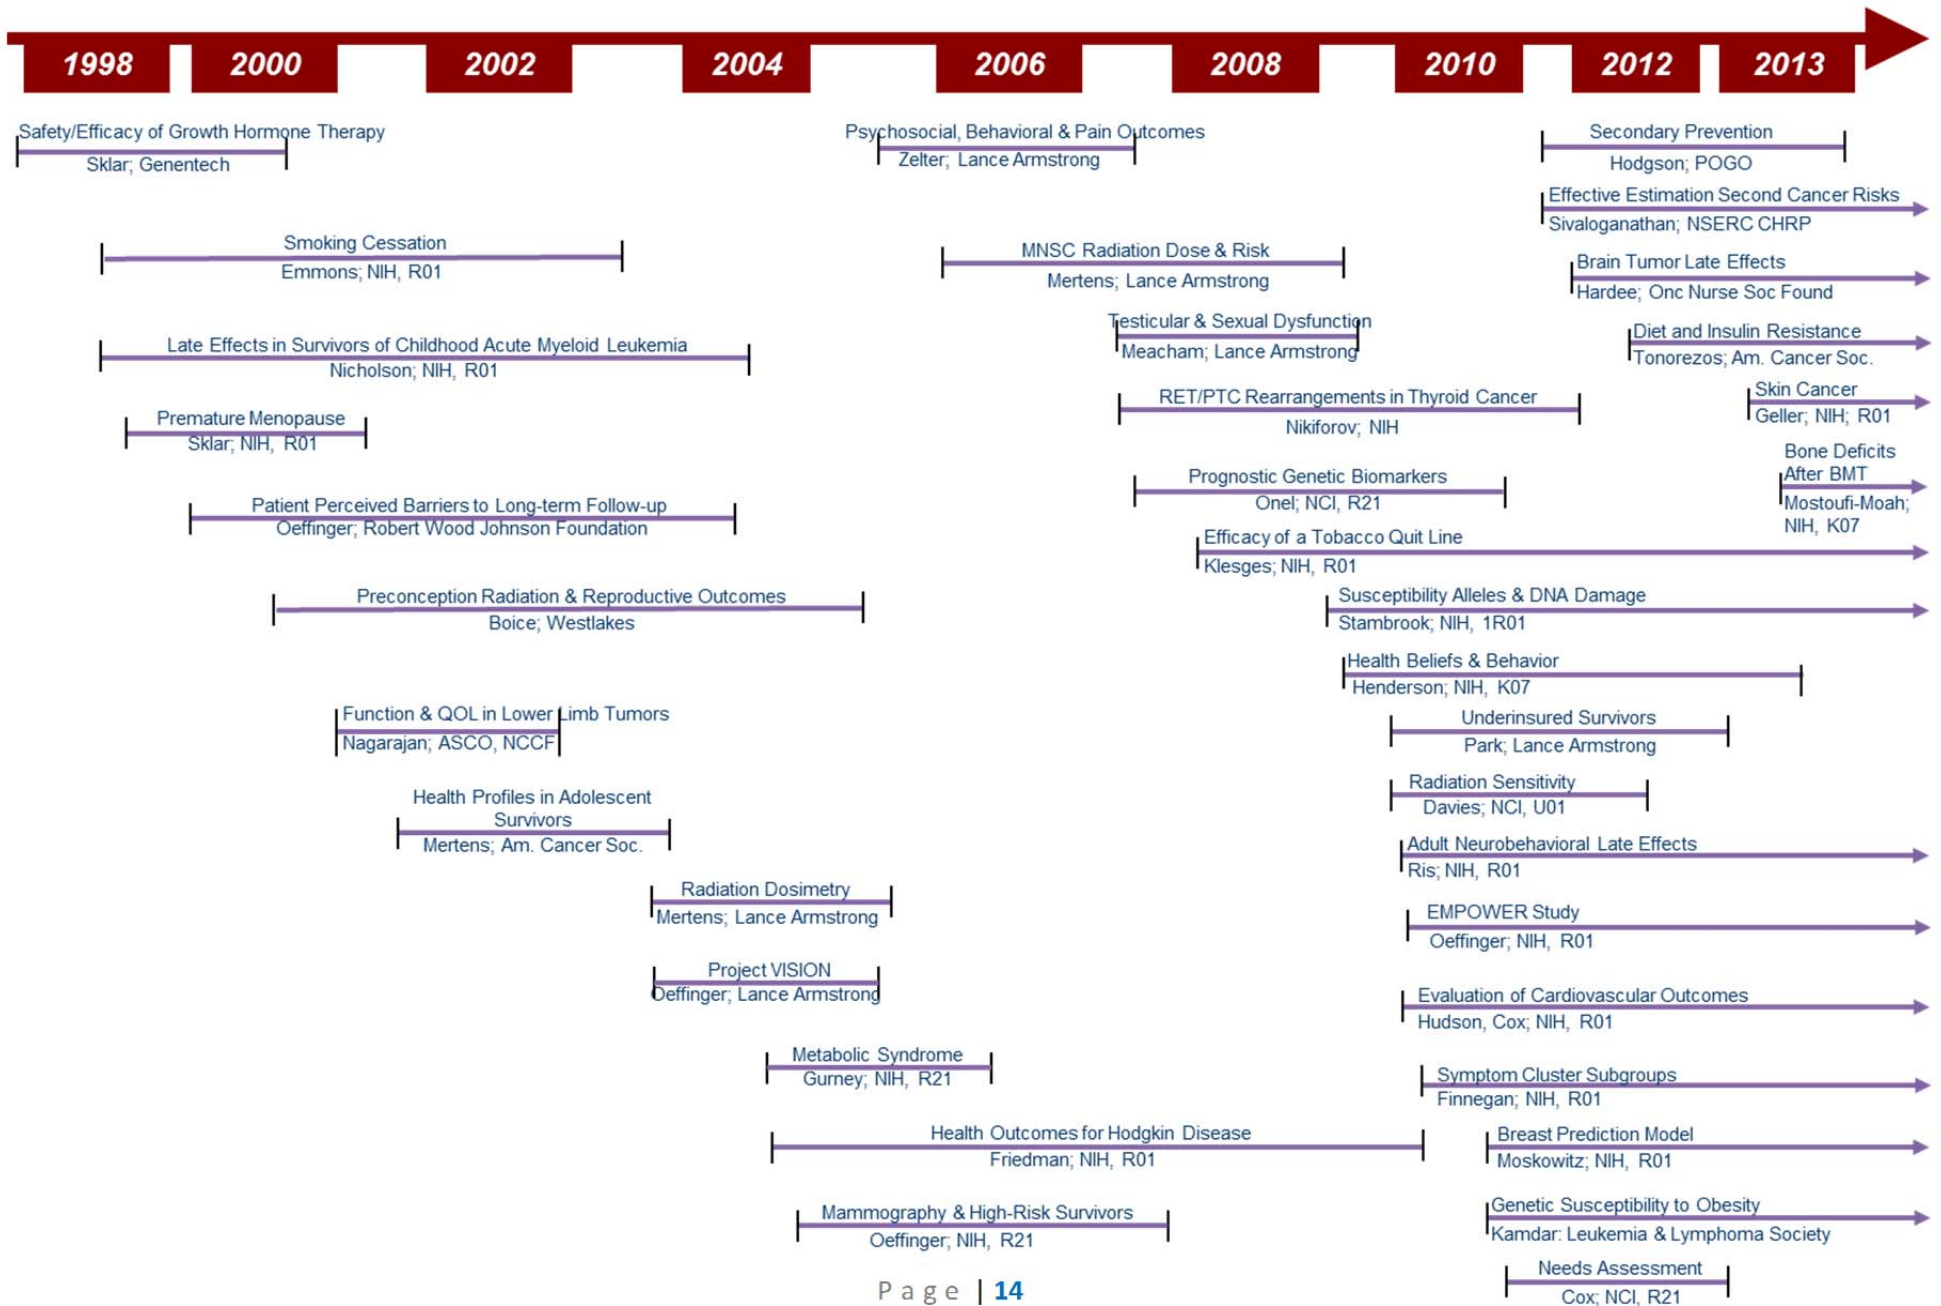 1998 2000 2002 2004 2006 2008 2010 2012 2013
Safety/Efficacy of Growth Hormone Therapy
Sklar; Genentech
Smoking Cessation
Emmons; NIH, R01
Late Effects in Survivors of Childhood Acute Myeloid Leukemia
Nicholson; NIH, R01
Premature Menopause
Sklar; NIH, R01
Patient Perceived Barriers to Long-term Follow-up
Oeffinger; Robert Wood Johnson Foundation
Preconception Radiation & Reproductive Outcomes
Boice; Westlakes
Function & QOL in Lower Limb Tumors
Nagarajan; ASCO, NCCF
Health Profiles in Adolescent
Survivors
Mertens; Am. Cancer Soc.
Radiation Dosimetry
Mertens; Lance Armstrong
Project VISION
Oeffinger; Lance Armstrong
Metabolic Syndrome
Gurney; NIH, R21
Health Outcomes for Hodgkin Disease
Friedman; NIH, R01
Mammography & High-Risk Survivors
Oeffinger; NIH, R21
Psychosocial, Behavioral & Pain Outcomes
Zelter; Lance Armstrong
MNSC Radiation Dose & Risk
Mertens; Lance Armstrong
Testicular & Sexual Dysfunction
Meacham; Lance Armstrong
RET/PTC Rearrangements in Thyroid Cancer
Nikiforov; NIH
Prognostic Genetic Biomarkers
Onel; NCI, R21
Efficacy of a Tobacco Quit Line
Klesges; NIH, R01
Susceptibility Alleles & DNA Damage
Stambrook; NIH, 1R01
Health Beliefs & Behavior
Henderson; NIH, K07
Underinsured Survivors
Park; Lance Armstrong
Radiation Sensitivity
Davies; NCI, U01
Adult Neurobehavioral Late Effects
Ris; NIH, R01
EMPOWER Study
Oeffinger; NIH, R01
Evaluation of Cardiovascular Outcomes
Hudson, Cox; NIH, R01
Symptom Cluster Subgroups
Finnegan; NIH, R01
Breast Prediction Model
Moskowitz; NIH, R01
Genetic Susceptibility to Obesity
Kamdar: Leukemia & Lymphoma Society
Needs Assessment
Cox; NCI, R21
Secondary Prevention
Hodgson; POGO
Effective Estimation Second Cancer Risks
Sivaloganathan; NSERC CHRP
Brain Tumor Late Effects
Hardee; Onc Nurse Soc Found
Diet and Insulin Resistance
Tonorezos; Am. Cancer Soc.
Skin Cancer
Geller; NIH; R01
Bone Deficits
After BMT
Mostoufi-Moah;
NIH, K07
Page | 14